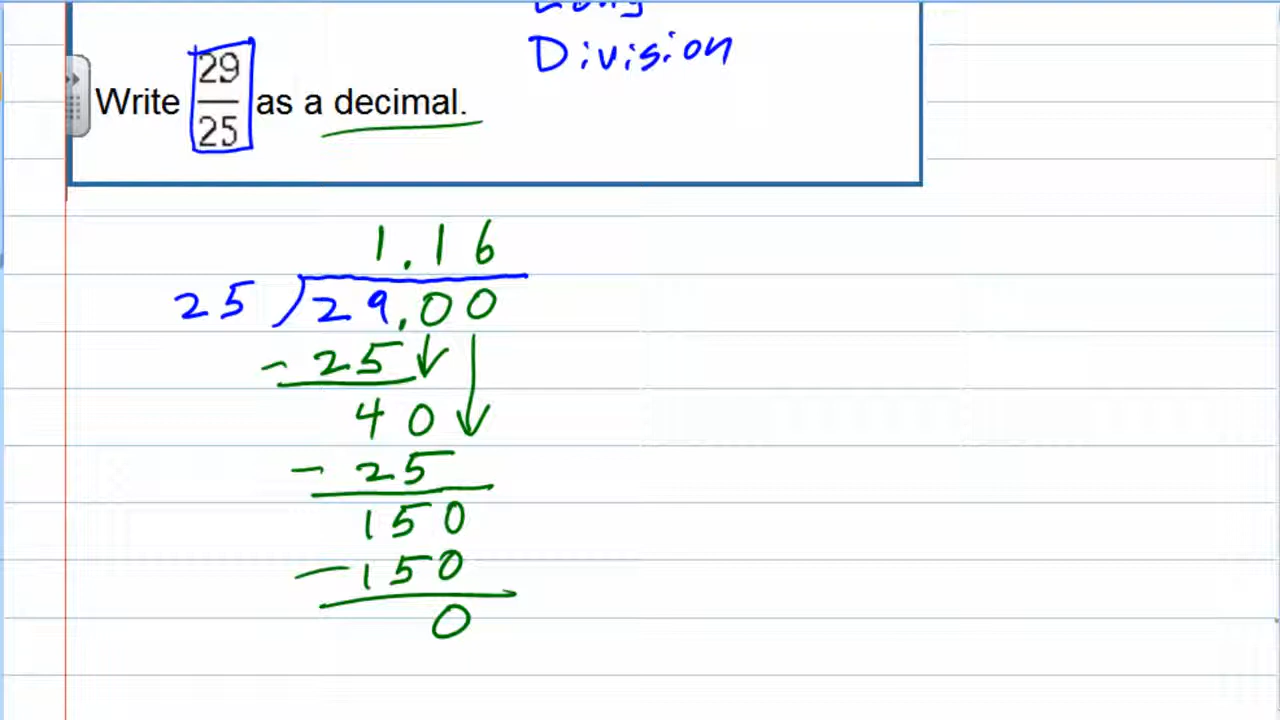 Division
Write 29/25 as a decimal.
1.16
25 ) 29.00
- 25
40
- 25
150
- 150
0